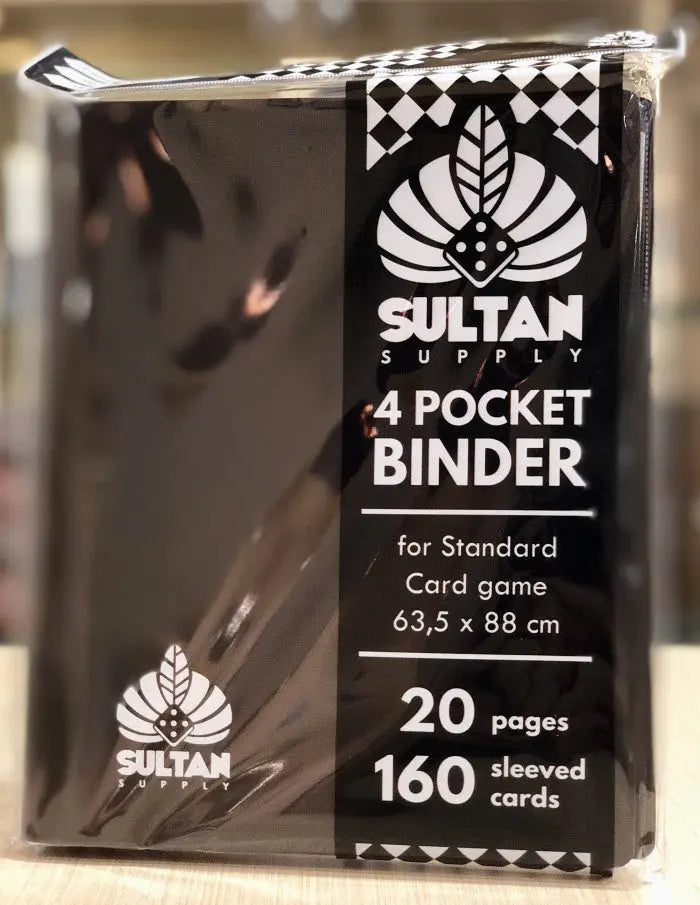 SULTAN
SUPPLY
4 POCKET
BINDER
for Standard
Card game
63,5 x 88 cm
20 pages
160 sleeved
cards
SULTAN
SUPPLY